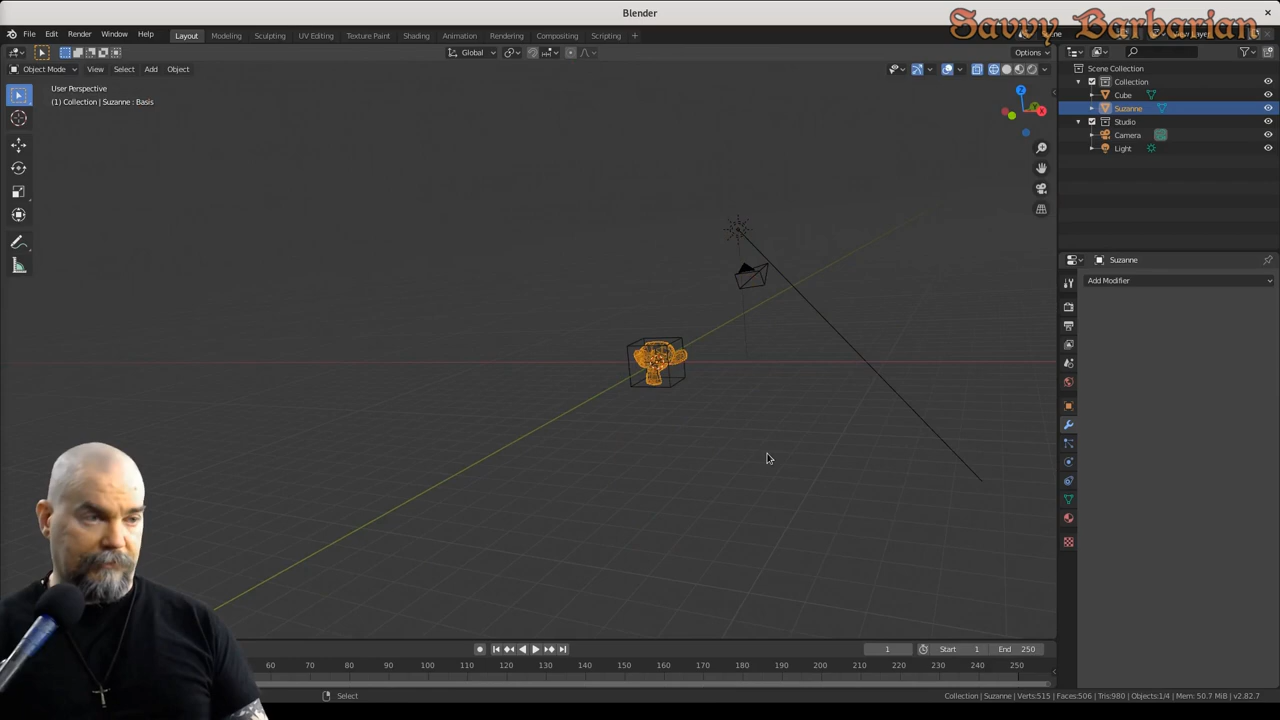 Blender
Savvy Barbarian
File Edit Render Window Help
Layout Modeling Sculpting UV Editing Texture Paint Shading Animation Rendering Compositing Scripting +
Global
Options
Object Mode View Select Add Object
User Perspective
(1) Collection | Suzanne : Basis
Z
Y
X
Scene Collection
Collection
Cube
Suzanne
Studio
Camera
Light
Suzanne
Add Modifier
1 Start 1 End 250
60 70 80 90 100 110 120 130 140 150 160 170 180 190 200 210 220 230 240 250
Select
Collection | Suzanne | Verts:515 | Faces:506 | Tris:980 | Objects:1/4 | Mem: 50.7 MiB | v2.82.7